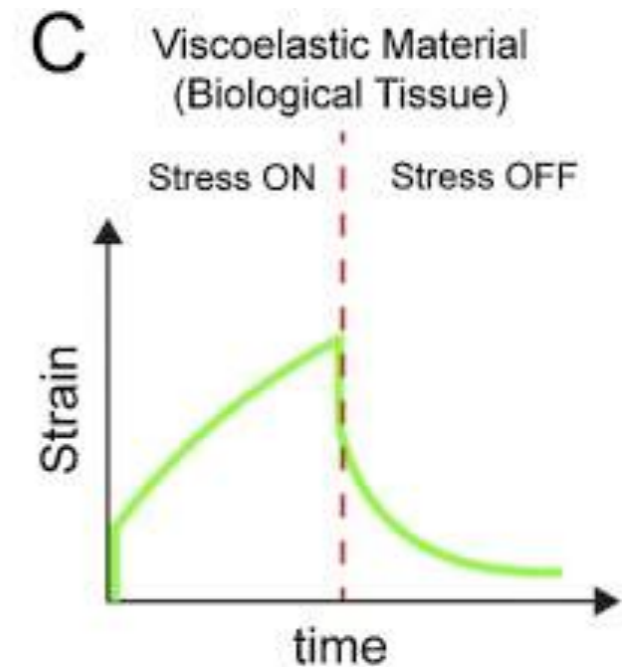 C
Viscoelastic Material
(Biological Tissue)
Stress ON
Stress OFF
Strain
time